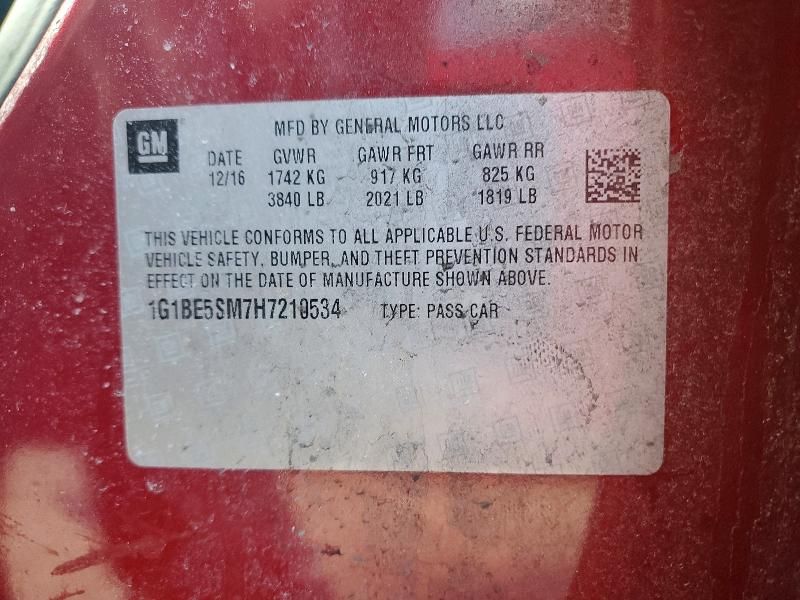 GM
MFD BY GENERAL MOTORS LLC
DATE GVWR GAWR FRT GAWR RR
12/16 1742 KG 917 KG 825 KG
3840 LB 2021 LB 1819 LB
THIS VEHICLE CONFORMS TO ALL APPLICABLE U.S. FEDERAL MOTOR
VEHICLE SAFETY, BUMPER, AND THEFT PREVENTION STANDARDS IN
EFFECT ON THE DATE OF MANUFACTURE SHOWN ABOVE.
1G1BE5SM7H7210534 TYPE: PASS CAR